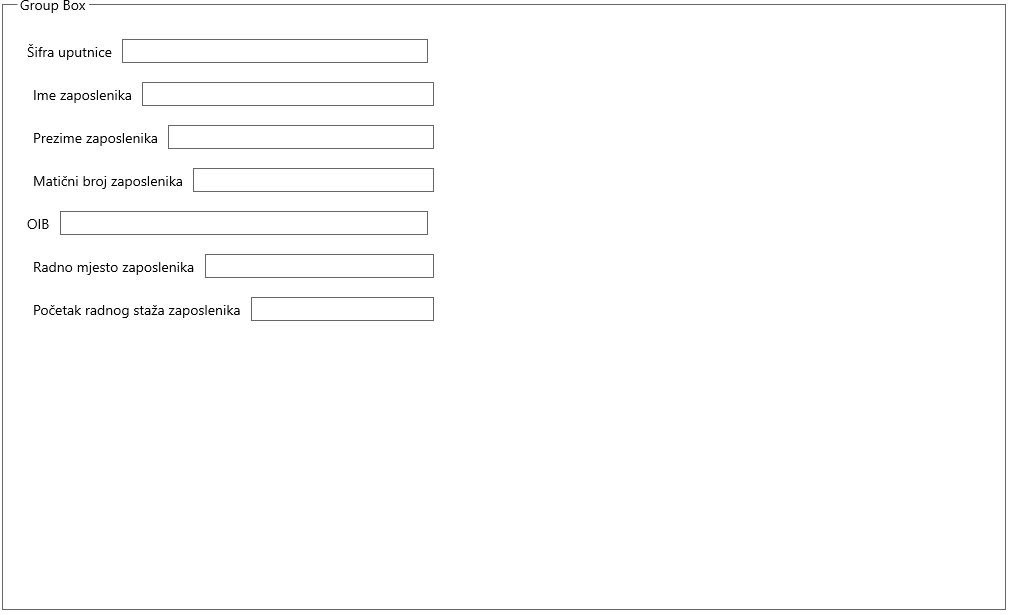 Group Box
Šifra uputnice
Ime zaposlenika
Prezime zaposlenika
Matični broj zaposlenika
OIB
Radno mjesto zaposlenika
Početak radnog staža zaposlenika